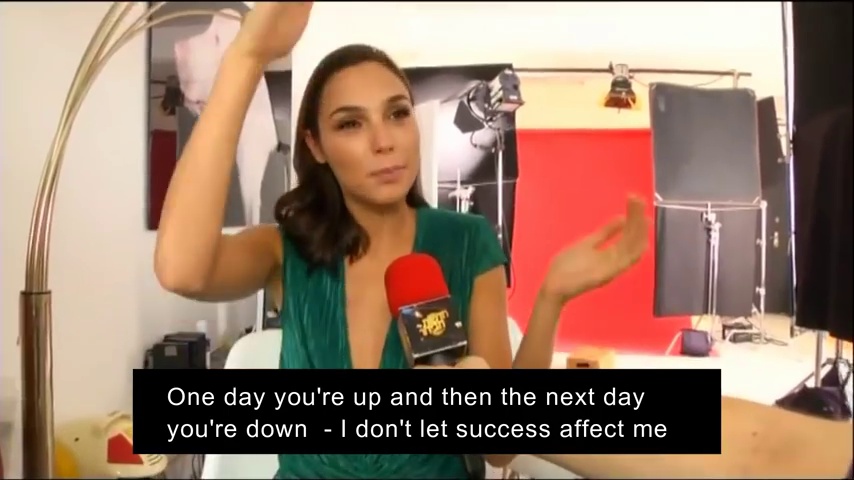 One day you're up and then the next day
you're down  - I don't let success affect me